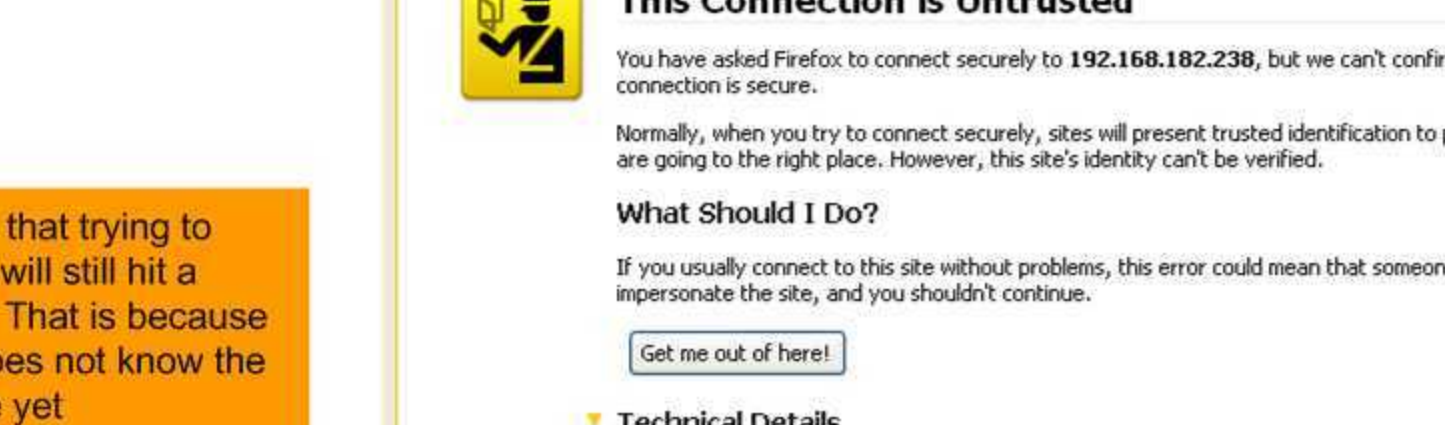 This Connection is Untrusted
You have asked Firefox to connect securely to 192.168.182.238, but we can't
connection is secure.
Normally, when you try to connect securely, sites will present trusted identification to
are going to the right place. However, this site's identity can't be verified.
What Should I Do?
If you usually connect to this site without problems, this error could mean that
impersonate the site, and you shouldn't continue.
Get me out of here!
Technical Details
that trying to
will still hit a
That is because
not know the
yet